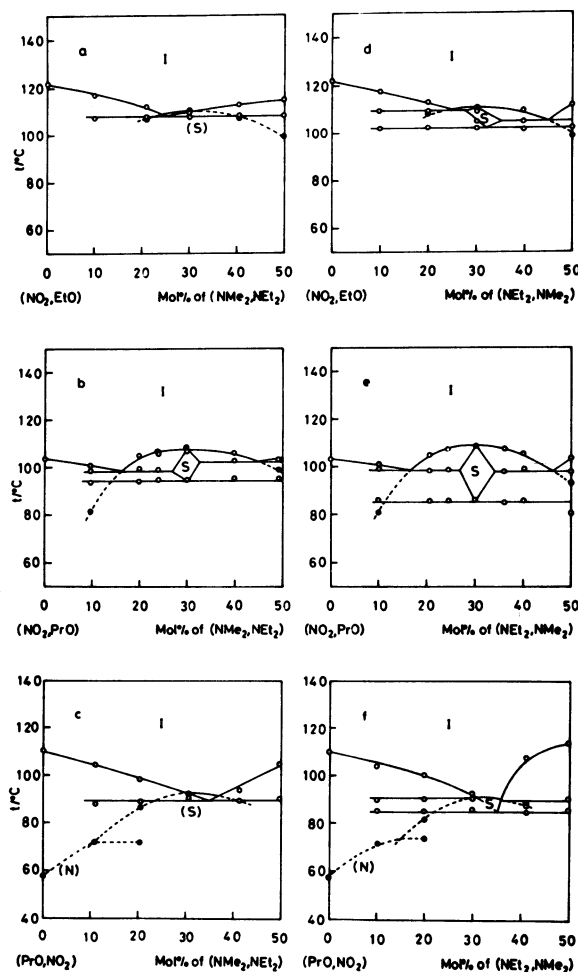 a
I
140
120
100
80
60
t/°C
(S)
0 10 20 30 40 50
(NO₂,EtO) Mol% of (NMe₂,NEt₂)
d
I
140
120
100
80
60
S
0 10 20 30 40 50
(NO₂,EtO) Mol% of (NEt₂,NMe₂)
b
I
140
120
100
80
60
t/°C
S
0 10 20 30 40 50
(NO₂,PrO) Mol% of (NMe₂,NEt₂)
e
I
140
120
100
80
60
S
0 10 20 30 40 50
(NO₂,PrO) Mol% of (NEt₂,NMe₂)
c
I
140
120
100
80
60
40
t/°C
(S)
(N)
0 10 20 30 40 50
(PrO,NO₂) Mol% of (NMe₂,NEt₂)
f
I
140
120
100
80
60
40
S
(N)
0 10 20 30 40 50
(PrO,NO₂) Mol% of (NEt₂,NMe₂)